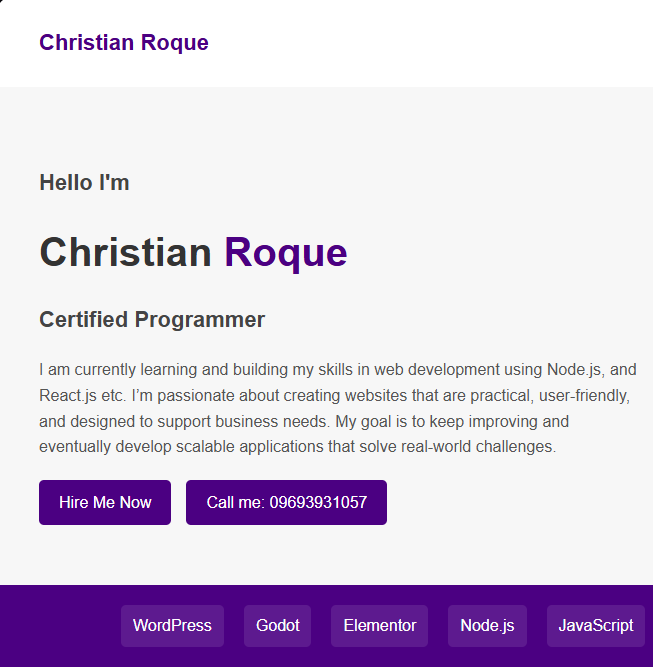 Christian Roque
Hello I'm
Christian Roque
Certified Programmer
I am currently learning and building my skills in web development using Node.js, and
React.js etc. I’m passionate about creating websites that are practical, user-friendly,
and designed to support business needs. My goal is to keep improving and
eventually develop scalable applications that solve real-world challenges.
Hire Me Now
Call me: 09693931057
WordPress
Godot
Elementor
Node.js
JavaScript